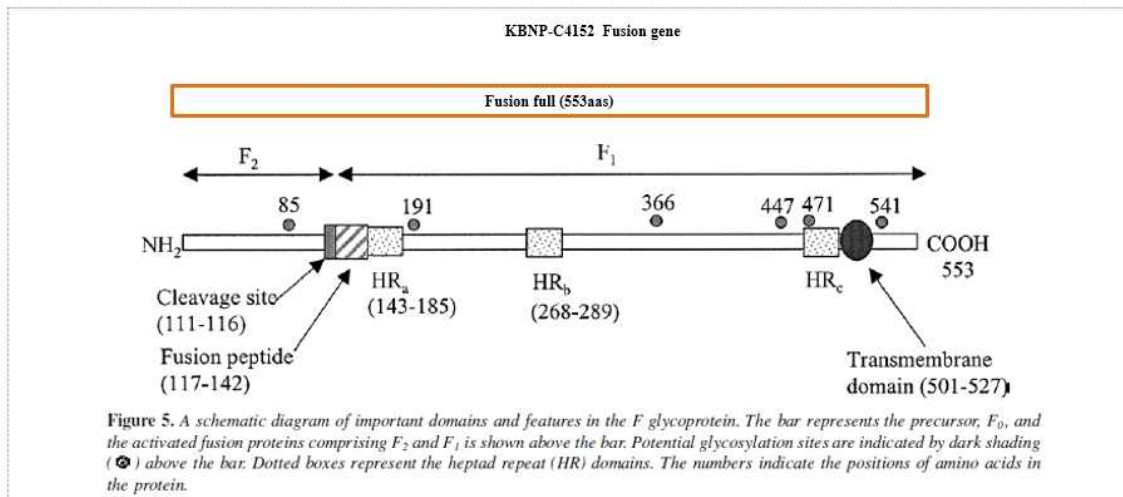 KBNP-C4152 Fusion gene
Fusion full (553aas)
F2 F1
85 191 366 447 471 541
NH2 COOH
553
HRa HRb HRc
(143-185) (268-289)
Cleavage site
(111-116)
Fusion peptide
(117-142)
Transmembrane
domain (501-527)
Figure 5. A schematic diagram of important domains and features in the F glycoprotein. The bar represents the precursor, F0, and
the activated fusion proteins comprising F2 and F1 is shown above the bar. Potential glycosylation sites are indicated by dark shading
( ) above the bar. Dotted boxes represent the heptad repeat (HR) domains. The numbers indicate the positions of amino acids in
the protein.